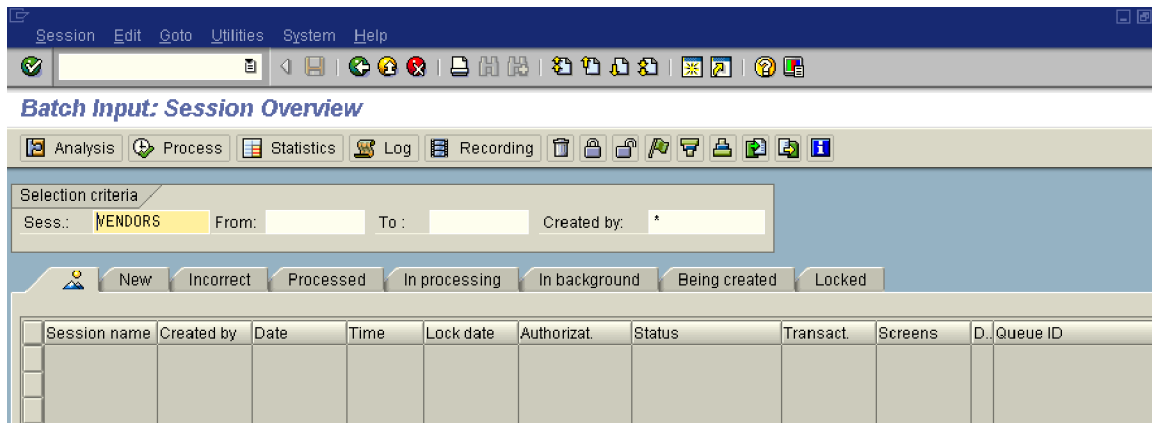 Session Edit Goto Utilities System Help
Batch Input: Session Overview
Analysis Process Statistics Log Recording
Selection criteria
Sess.: VENDORS From: To : Created by: *
New Incorrect Processed In processing In background Being created Locked
Session name Created by Date Time Lock date Authorizat. Status Transact. Screens D.. Queue ID